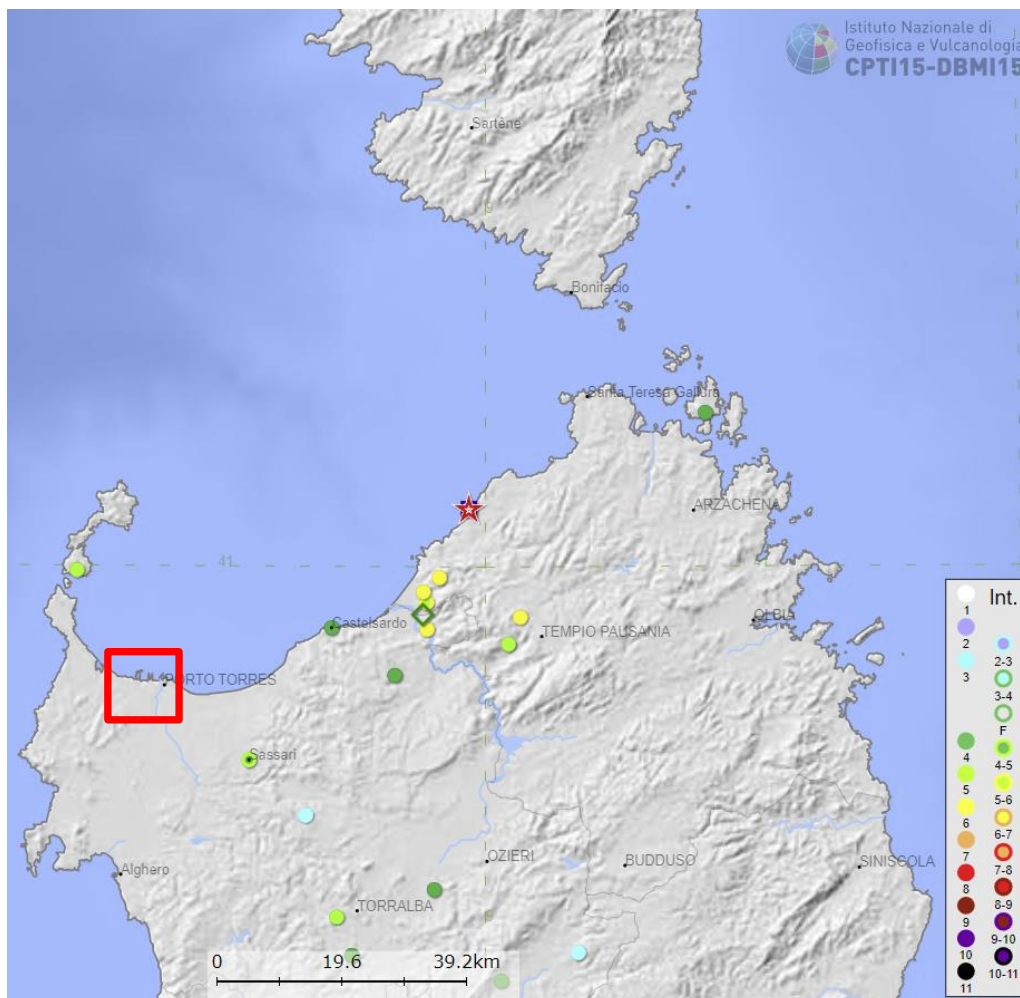 Istituto Nazionale di
Geofisica e Vulcanologia
CPTI15-DBMI15
Sartène
9
Bonifacio
Santa Teresa Gallura
ARZACHENA
41
OLBIA
Castelsardo
TEMPIO PAUSANIA
PORTO TORRES
Sassari
OZIERI
BUDDUSO
SINISCOLA
Alghero
TORRALBA
0 19.6 39.2km
Int.
1
2
2-3
3
3-4
F
4
4-5
5
5-6
6
6-7
7
7-8
8
8-9
9
9-10
10
10-11
11